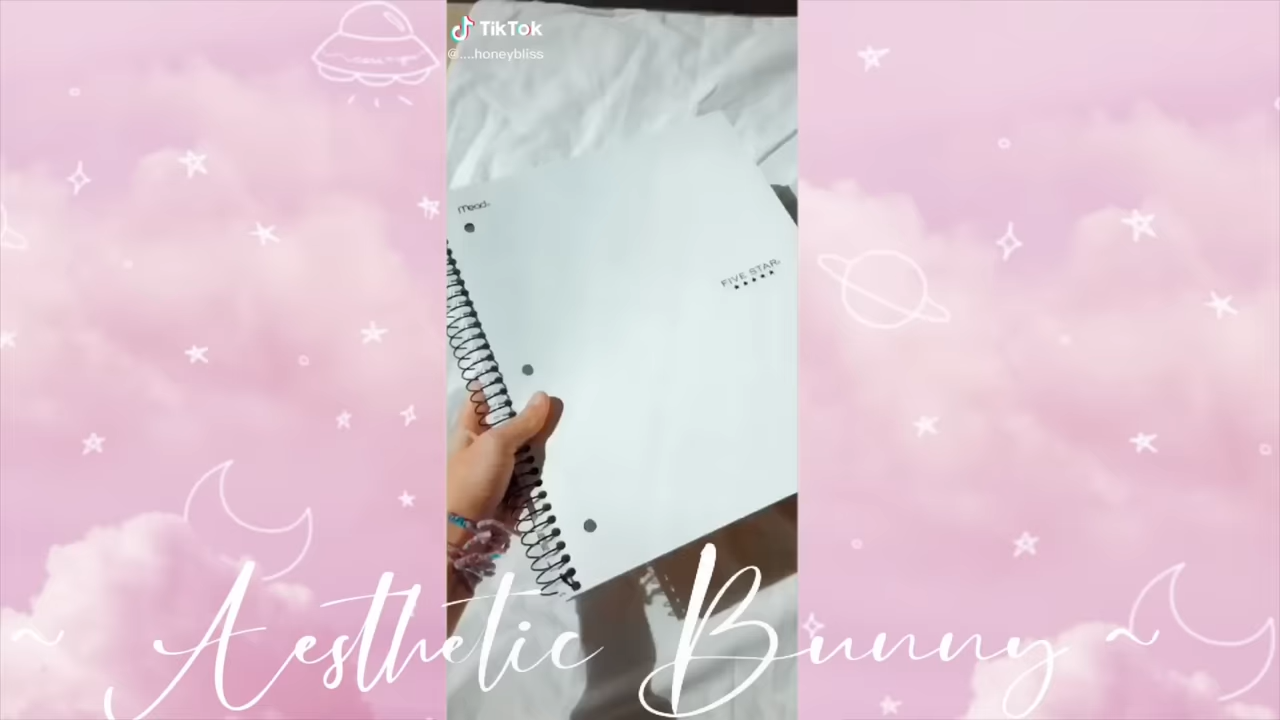 TikTok
@....honeybliss
Mead
FIVE STAR
~ Aesthetic Bunny ~